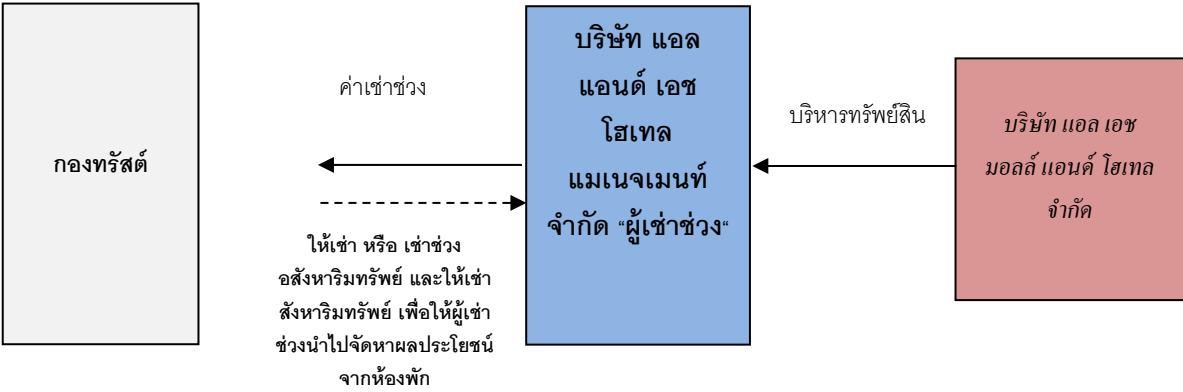 กองทรัสต์
ค่าเช่าช่วง
ให้เช่า หรือ เช่าช่วง
อสังหาริมทรัพย์ และให้เช่า
สังหาริมทรัพย์ เพื่อให้ผู้เช่า
ช่วงนำไปจัดหาผลประโยชน์
จากห้องพัก
บริษัท แอล
แอนด์ เอช
โฮเทล
แมเนจเมนท์
จำกัด “ผู้เช่าช่วง“
บริหารทรัพย์สิน
บริษัท แอล เอช
มอลล์ แอนด์ โฮเทล
จำกัด